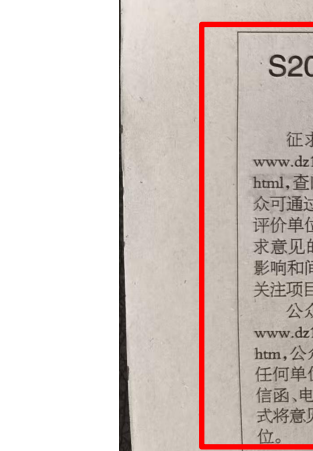 S20
征求
www.dz1
html，查阅
众可通过
评价单位
求意见的
影响和间
关注项目
公众
www.dz1
htm，公众
任何单位
信函、电
式将意见
位。